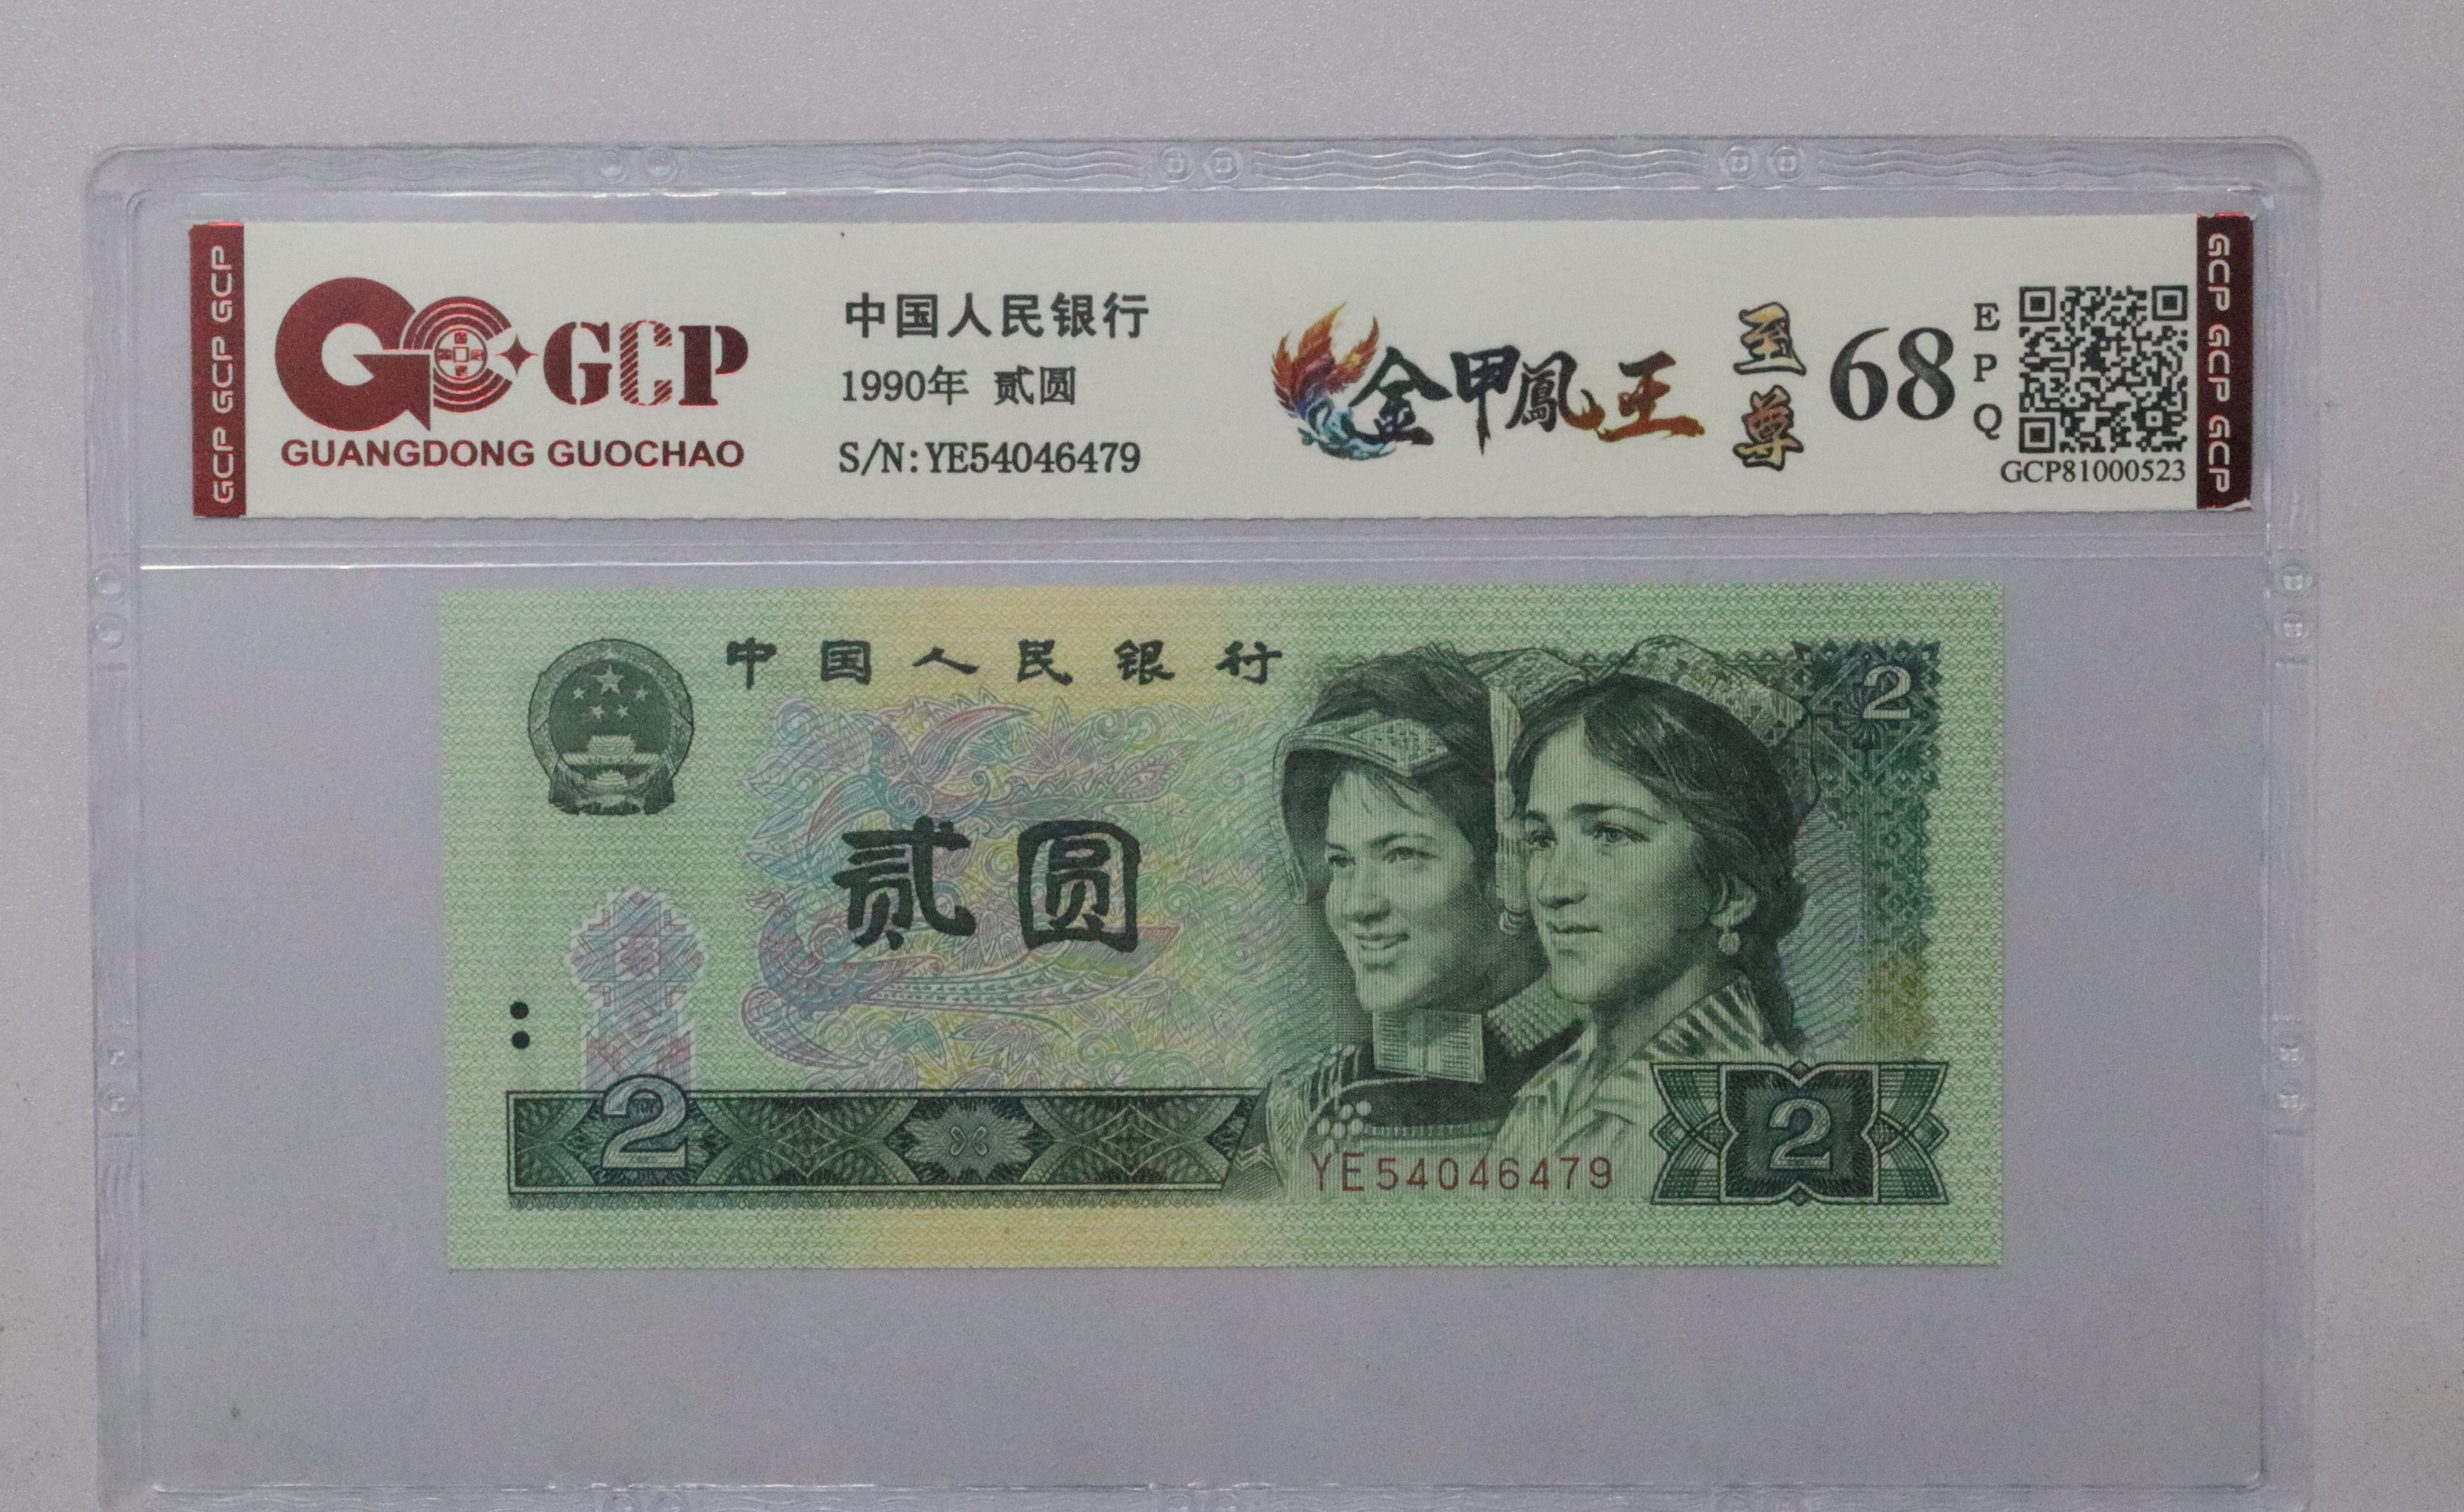 GCP GCP GCP
GCP
GUANGDONG GUOCHAO
中国人民银行
1990年 贰圆
S/N:YE54046479
金甲鳳王
至尊
68
EPQ
GCP81000523
GCP GCP GCP
中国人民银行
2
贰圆
2
YE54046479
2